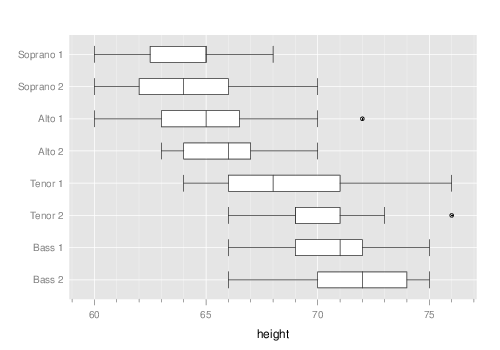 Soprano 1
Soprano 2
Alto 1
Alto 2
Tenor 1
Tenor 2
Bass 1
Bass 2
60 65 70 75
height